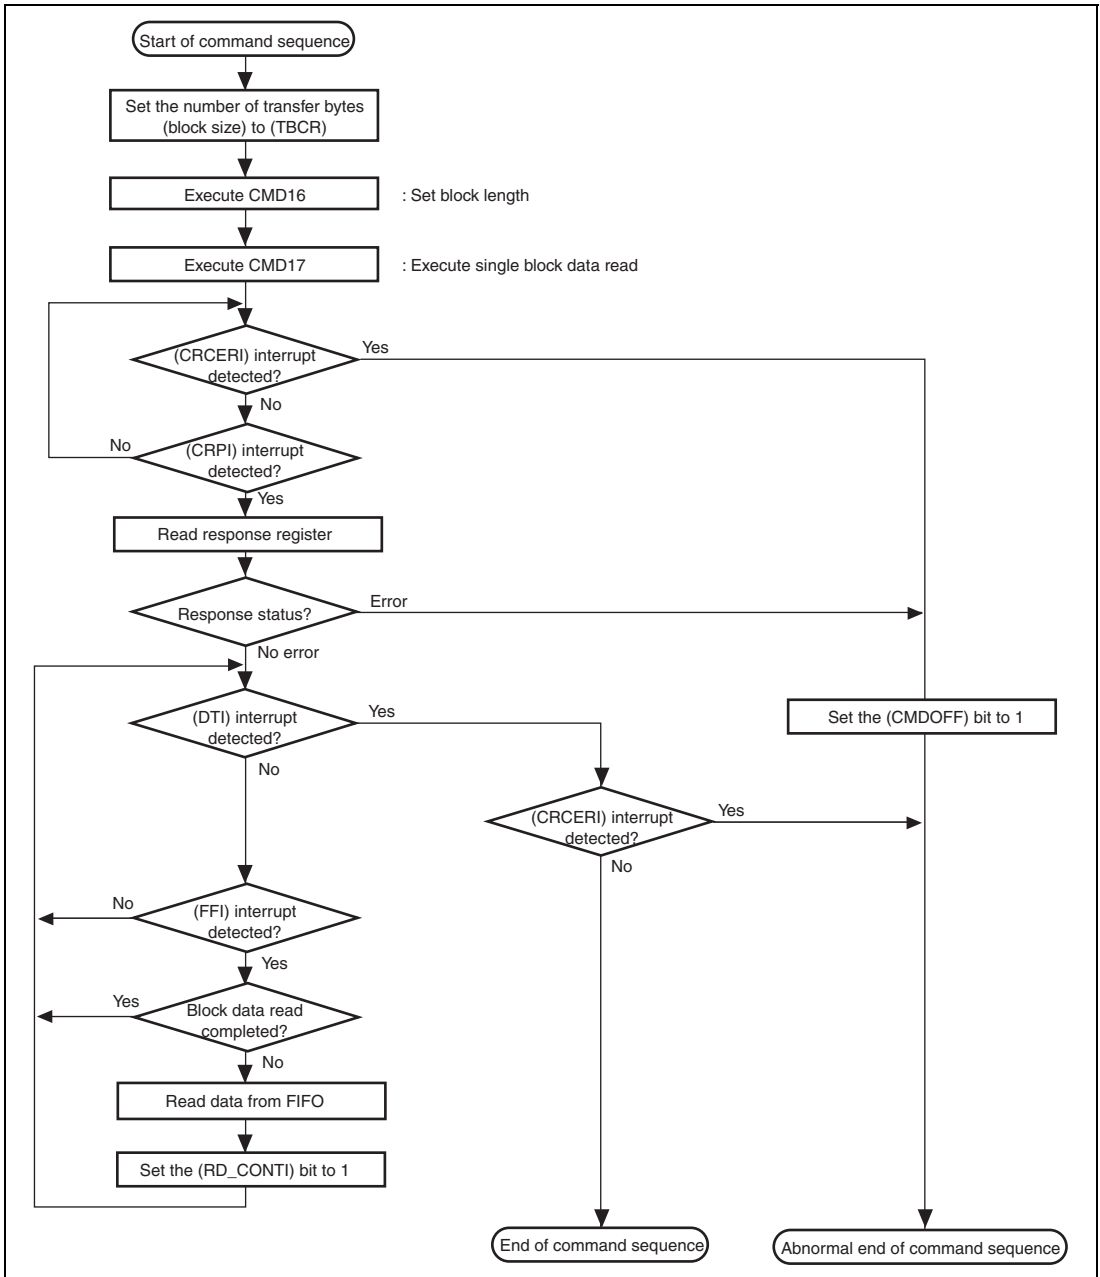 Start of command sequence
Set the number of transfer bytes
(block size) to (TBCR)
Execute CMD16
: Set block length
Execute CMD17
: Execute single block data read
(CRCERI) interrupt
detected?
Yes
No
(CRPI) interrupt
detected?
No
Yes
Read response register
Response status?
Error
No error
(DTI) interrupt
detected?
Yes
No
Set the (CMDOFF) bit to 1
(CRCERI) interrupt
detected?
Yes
No
(FFI) interrupt
detected?
No
Yes
Block data read
completed?
Yes
No
Read data from FIFO
Set the (RD_CONTI) bit to 1
End of command sequence
Abnormal end of command sequence